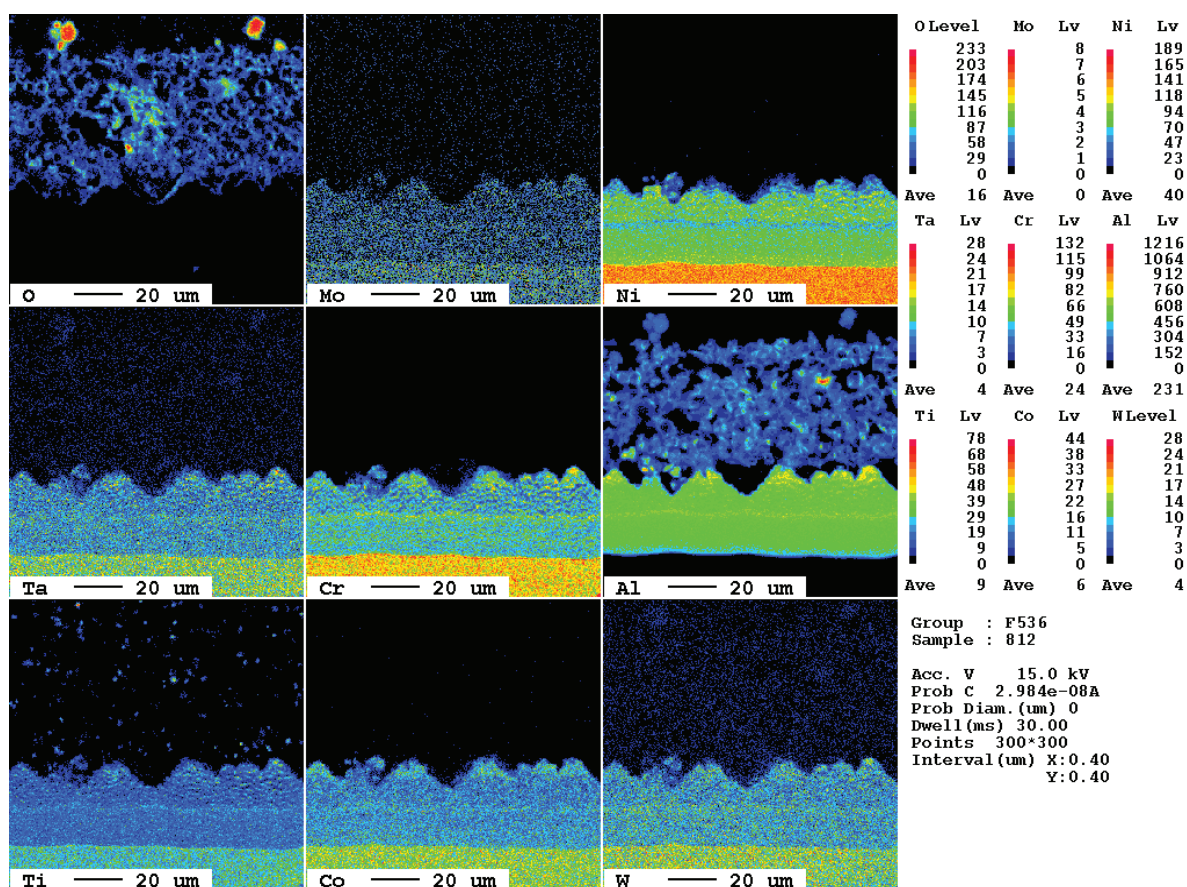 O 20 um
Mo 20 um
Ni 20 um
Ta 20 um
Cr 20 um
Al 20 um
Ti 20 um
Co 20 um
W 20 um
O Level Mo Lv Ni Lv
233 8 189
203 7 165
174 6 141
145 5 118
116 4 94
87 3 70
58 2 47
29 1 23
0 0 0
Ave 16 Ave 0 Ave 40
Ta Lv Cr Lv Al Lv
28 132 1216
24 115 1064
21 99 912
17 82 760
14 66 608
10 49 456
7 33 304
3 16 152
0 0 0
Ave 4 Ave 24 Ave 231
Ti Lv Co Lv W Level
78 44 28
68 38 24
58 33 21
48 27 17
39 22 14
29 16 10
19 11 7
9 5 3
0 0 0
Ave 9 Ave 6 Ave 4
Group : F536
Sample : 812
Acc. V 15.0 kV
Prob C 2.984e-08A
Prob Diam.(um) 0
Dwell(ms) 30.00
Points 300*300
Interval(um) X:0.40
Y:0.40